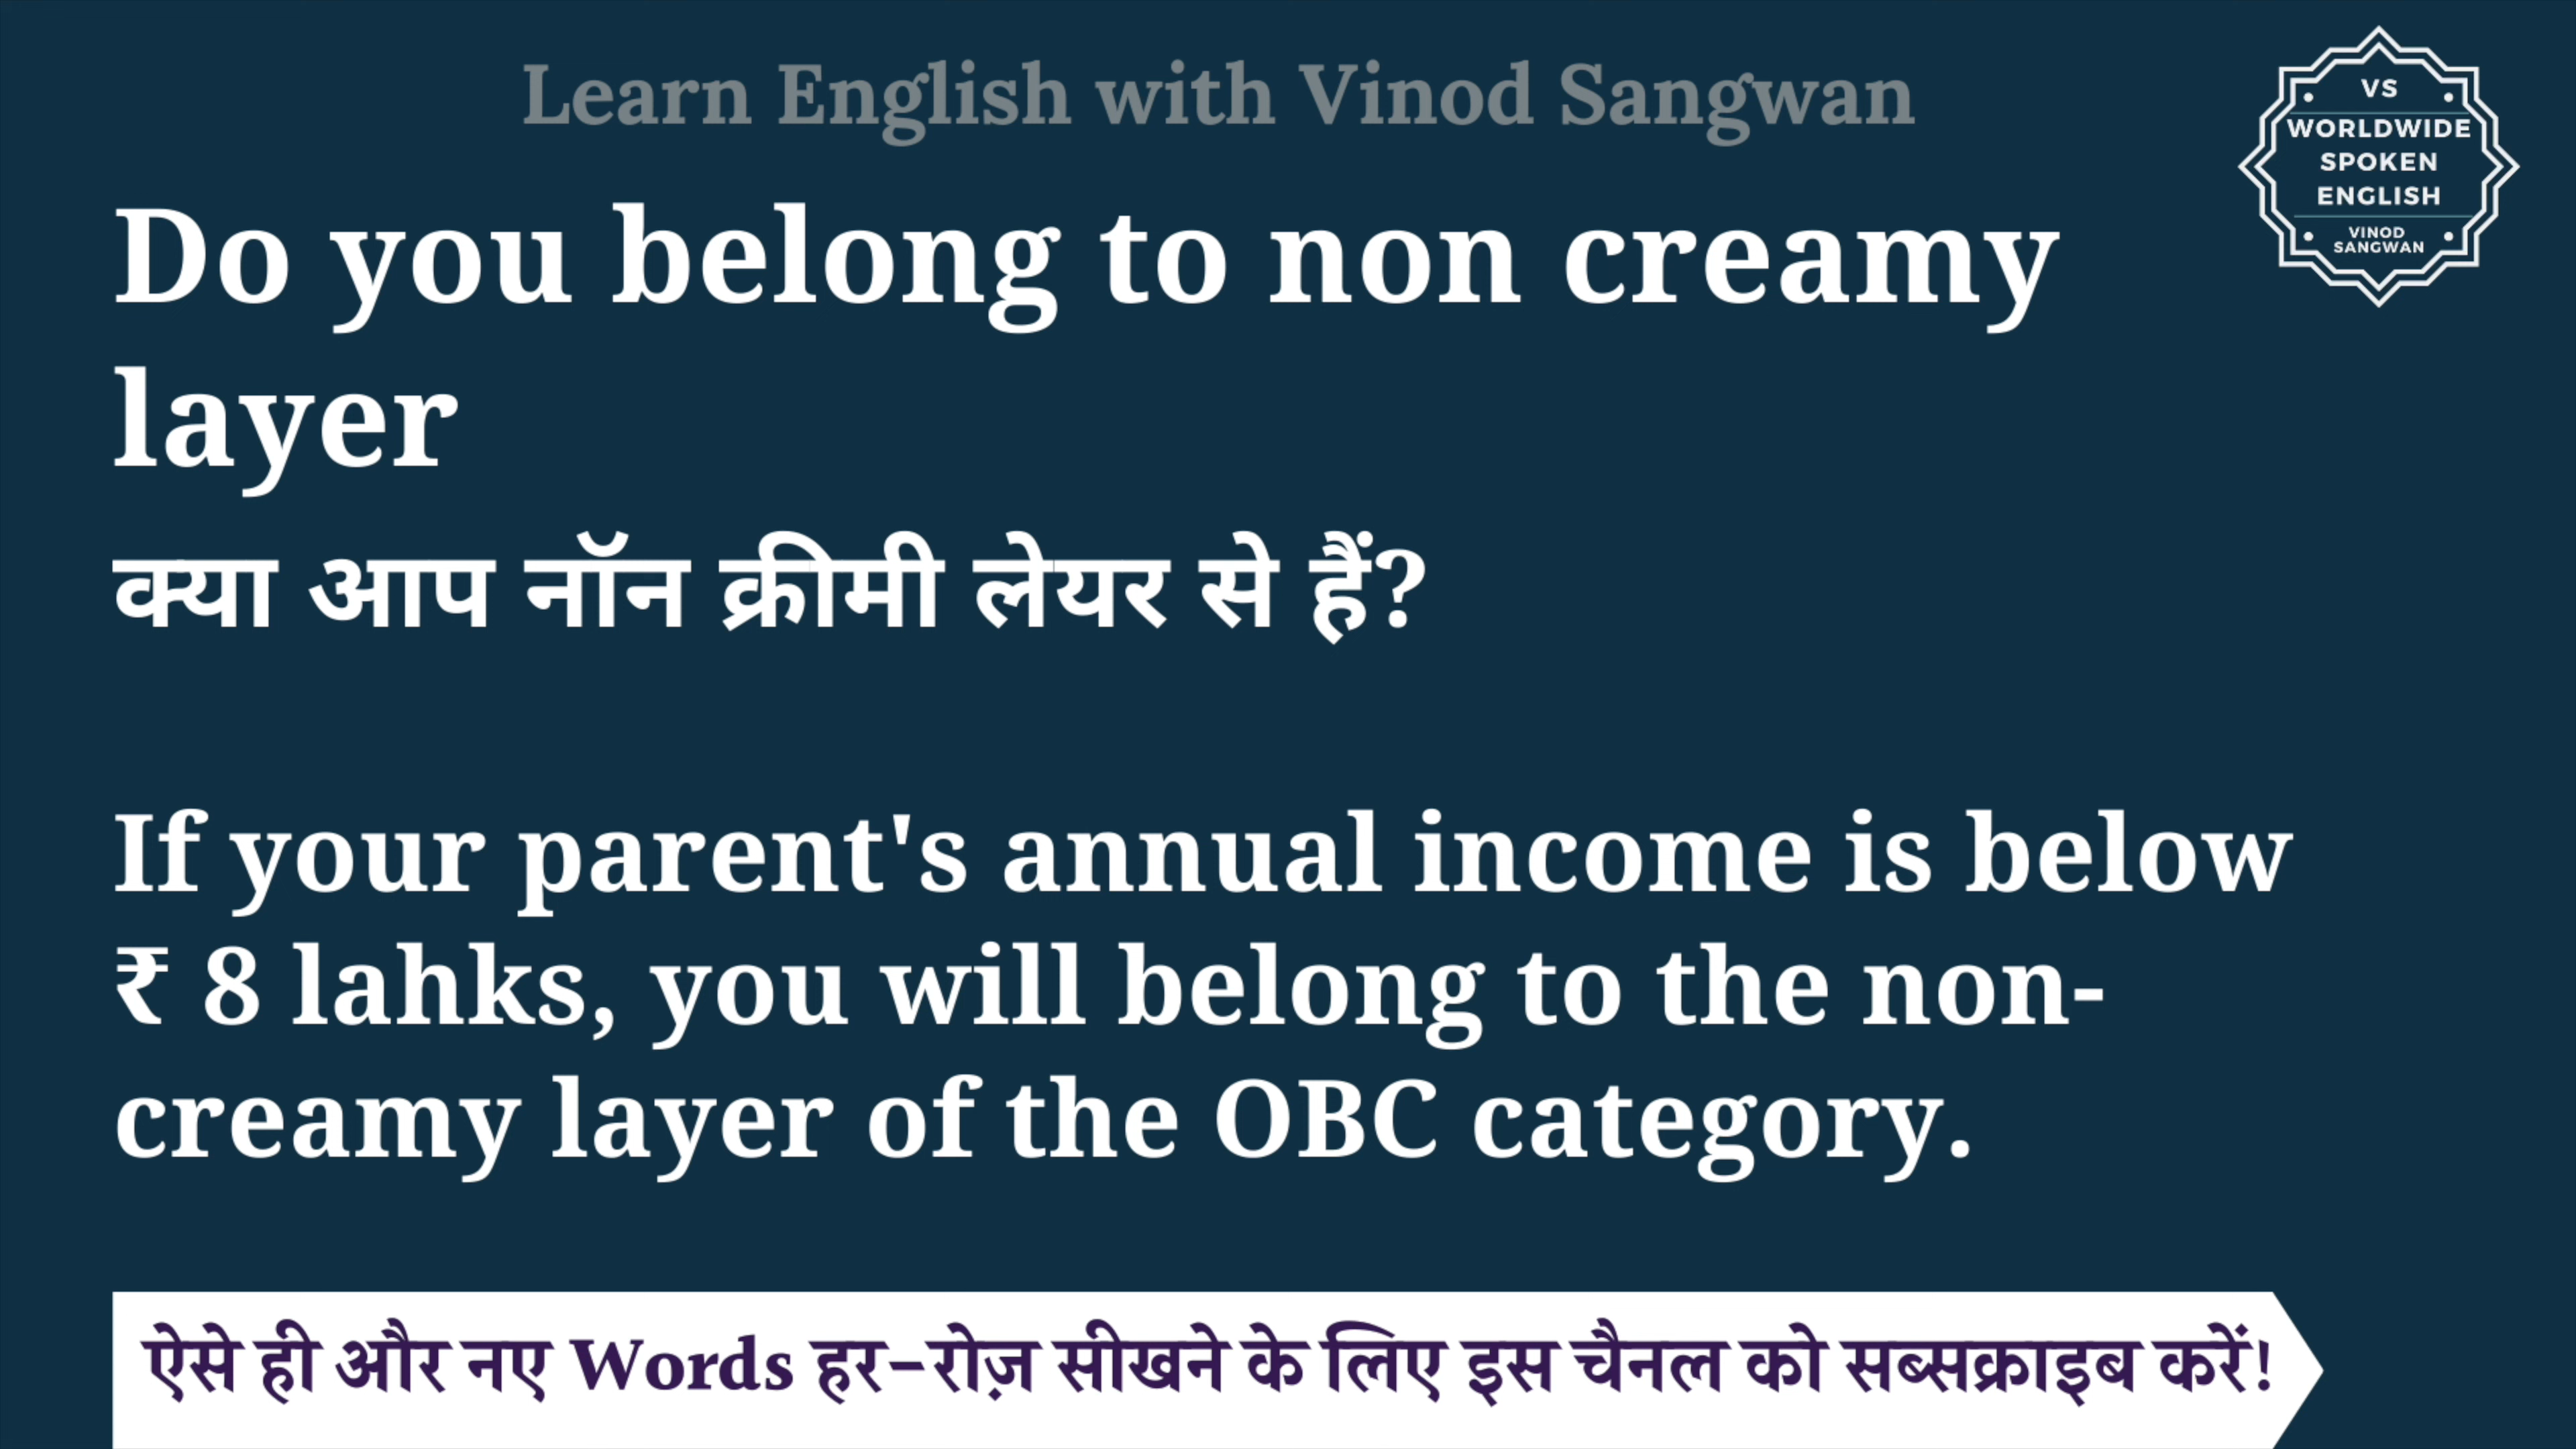 Learn English with Vinod Sangwan
VS
WORLDWIDE
SPOKEN
ENGLISH
VINOD
SANGWAN
Do you belong to non creamy
layer
क्या आप नॉन क्रीमी लेयर से हैं?
If your parent's annual income is below
₹ 8 lahks, you will belong to the non-
creamy layer of the OBC category.
ऐसे ही और नए Words हर-रोज़ सीखने के लिए इस चैनल को सब्सक्राइब करें!